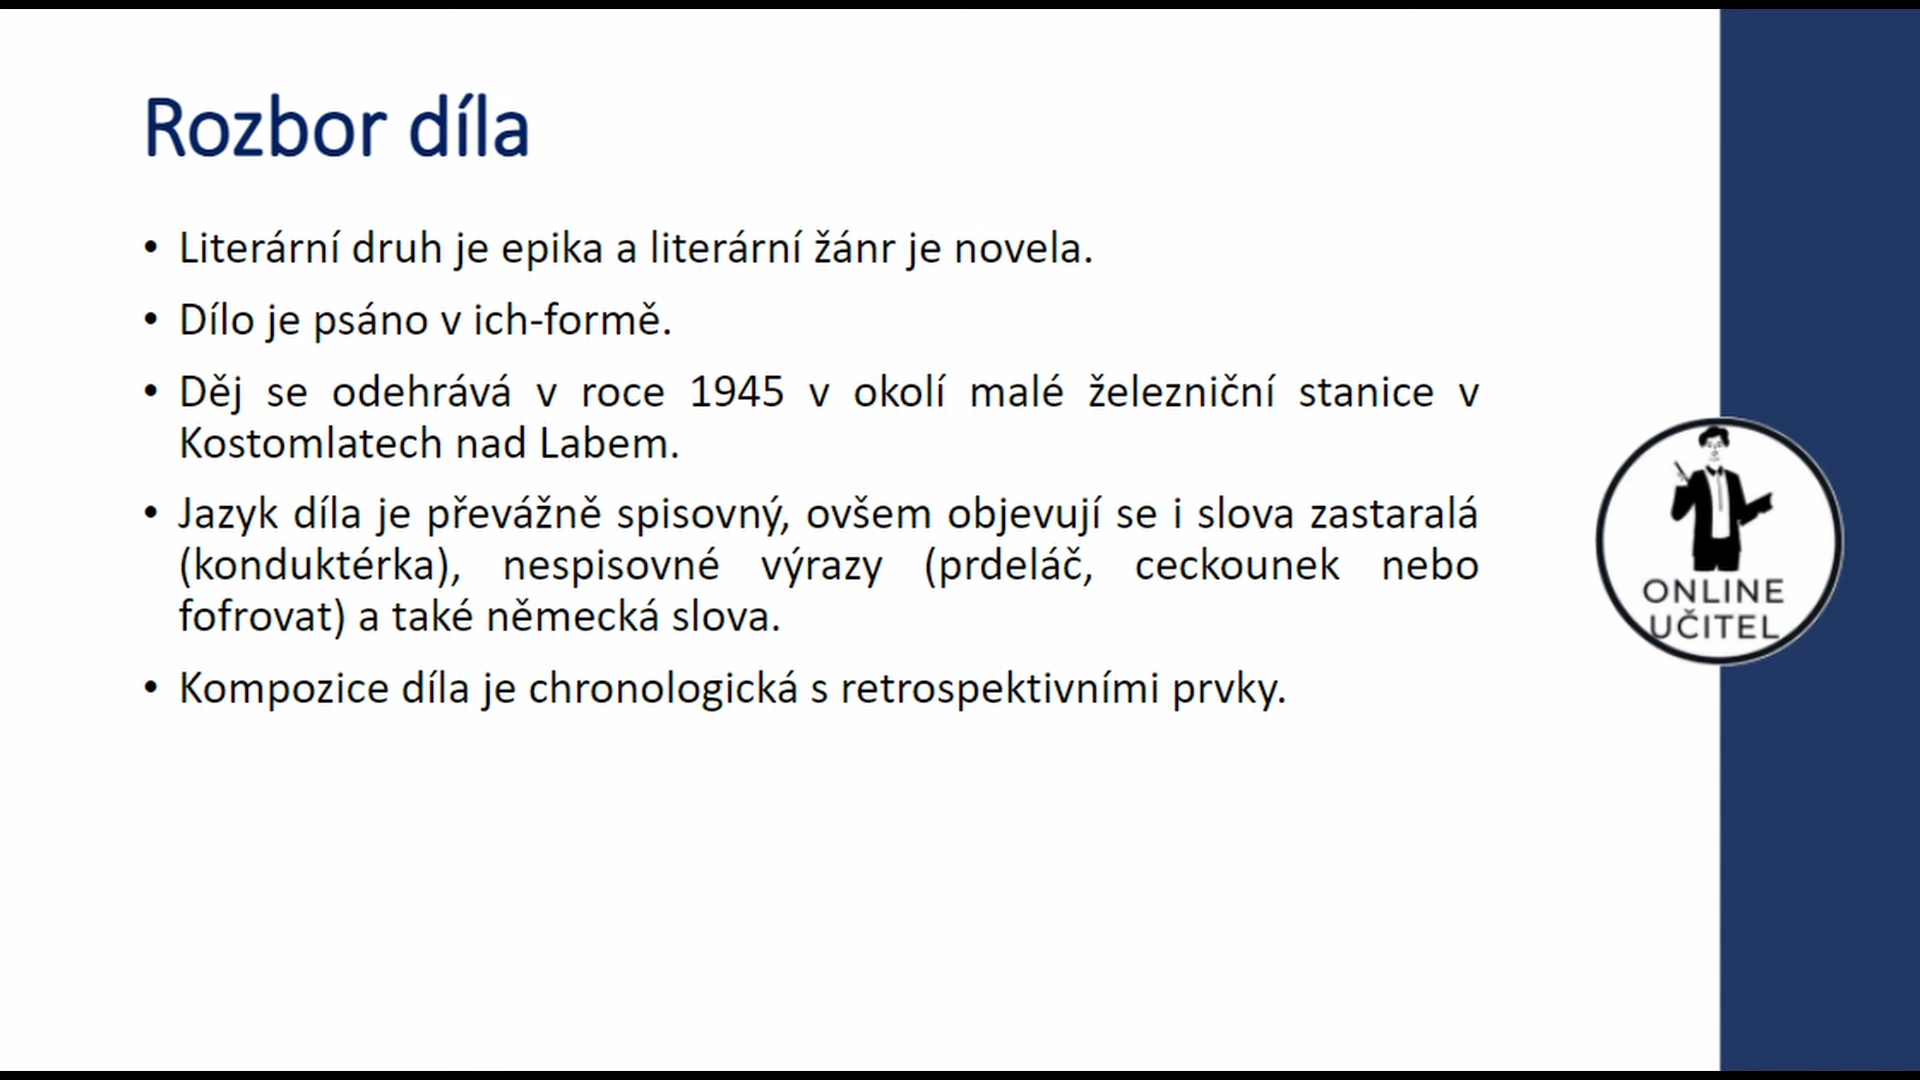 Rozbor díla
• Literární druh je epika a literární žánr je novela.
• Dílo je psáno v ich-formě.
• Děj se odehrává v roce 1945 v okolí malé železniční stanice v
Kostomlatech nad Labem.
• Jazyk díla je převážně spisovný, ovšem objevují se i slova zastaralá
(konduktérka), nespisovné výrazy (prdeláč, ceckounek nebo
fofrovat) a také německá slova.
• Kompozice díla je chronologická s retrospektivními prvky.
ONLINE
UČITEL